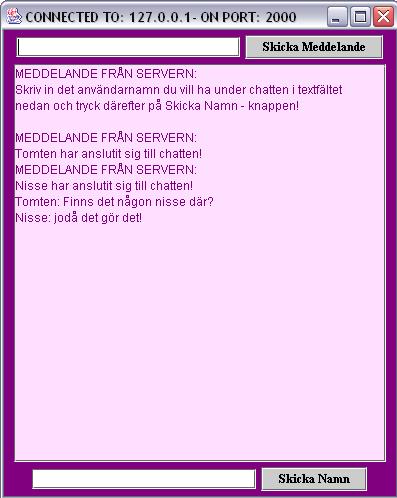 CONNECTED TO: 127.0.0.1- ON PORT: 2000
Skicka Meddelande
MEDDELANDE FRÅN SERVERN:
Skriv in det användarnamn du vill ha under chatten i textfältet
nedan och tryck därefter på Skicka Namn - knappen!
MEDDELANDE FRÅN SERVERN:
Tomten har anslutit sig till chatten!
MEDDELANDE FRÅN SERVERN:
Nisse har anslutit sig till chatten!
Tomten: Finns det någon nisse där?
Nisse: jodå det gör det!
Skicka Namn